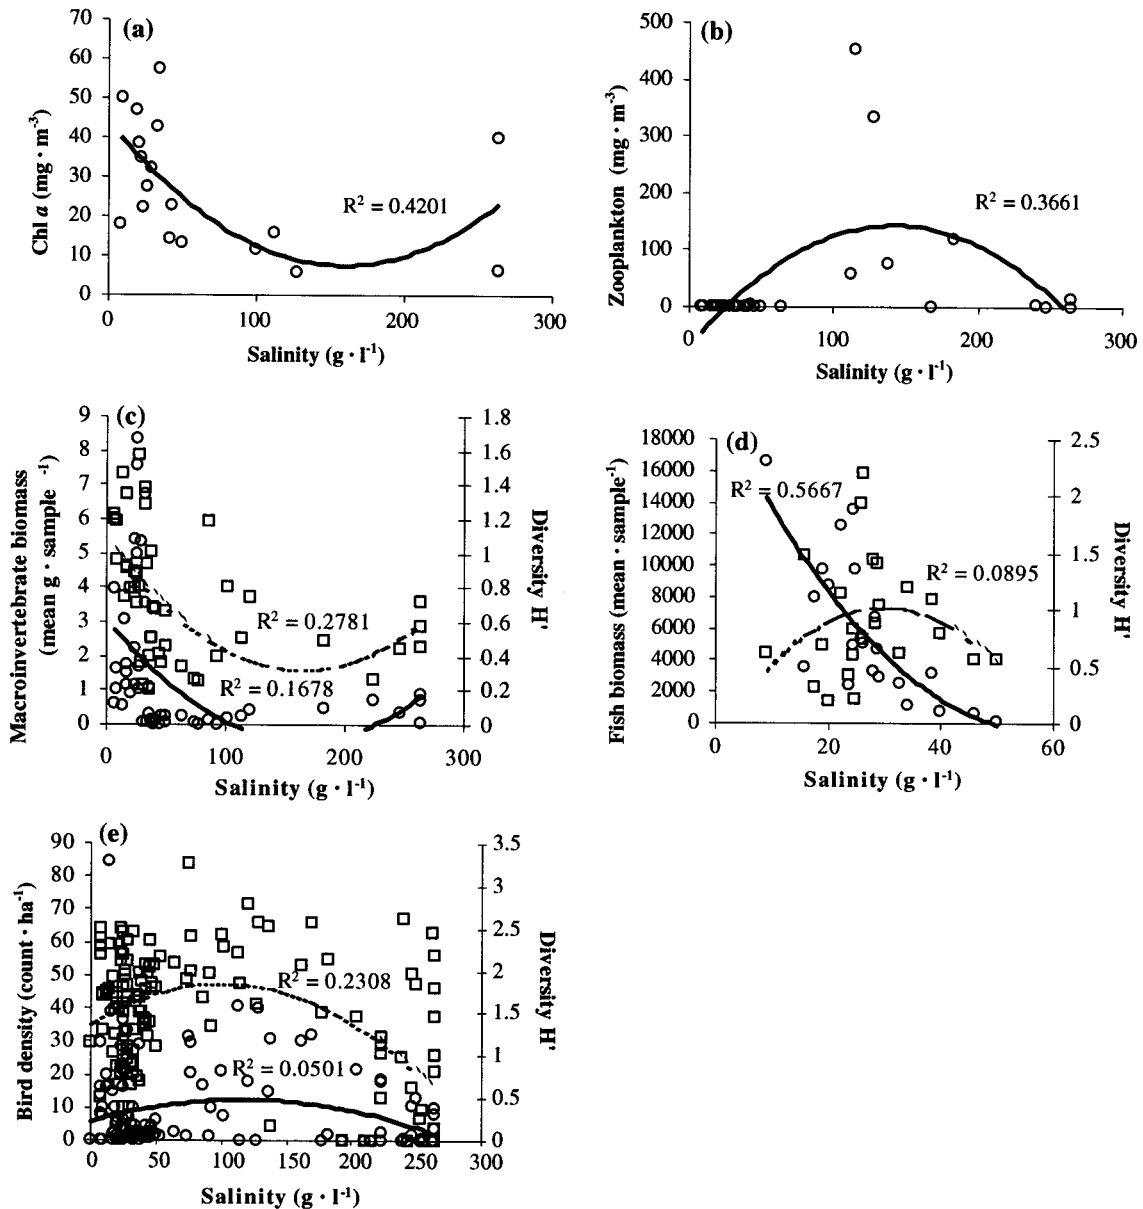 (a)
70
60
50
40
30
20
10
0
Chl a (mg · m⁻³)
R² = 0.4201
0 100 200 300
Salinity (g · l⁻¹)
(b)
500
400
300
200
100
0
Zooplankton (mg · m⁻³)
R² = 0.3661
100 200 300
Salinity (g · l⁻¹)
(c)
9
8
7
6
5
4
3
2
1
0
Macroinvertebrate biomass
(mean g · sample ⁻¹)
1.8
1.6
1.4
1.2
1
0.8
0.6
0.4
0.2
0
Diversity H'
R² = 0.2781
R² = 0.1678
0 100 200 300
Salinity (g · l⁻¹)
(d)
18000
16000
14000
12000
10000
8000
6000
4000
2000
0
Fish biomass (mean · sample⁻¹)
2.5
2
1.5
1
0.5
0
Diversity H'
R² = 0.5667
R² = 0.0895
0 20 40 60
Salinity (g · l⁻¹)
(e)
90
80
70
60
50
40
30
20
10
0
Bird density (count · ha⁻¹)
3.5
3
2.5
2
1.5
1
0.5
0
Diversity H'
R² = 0.2308
R² = 0.0501
0 50 100 150 200 250 300
Salinity (g · l⁻¹)